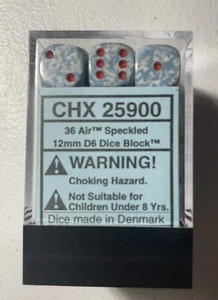 CHX 25900
36 Air™ Speckled
12mm D6 Dice Block™
WARNING!
Choking Hazard.
Not Suitable for
Children Under 8 Yrs.
Dice made in Denmark